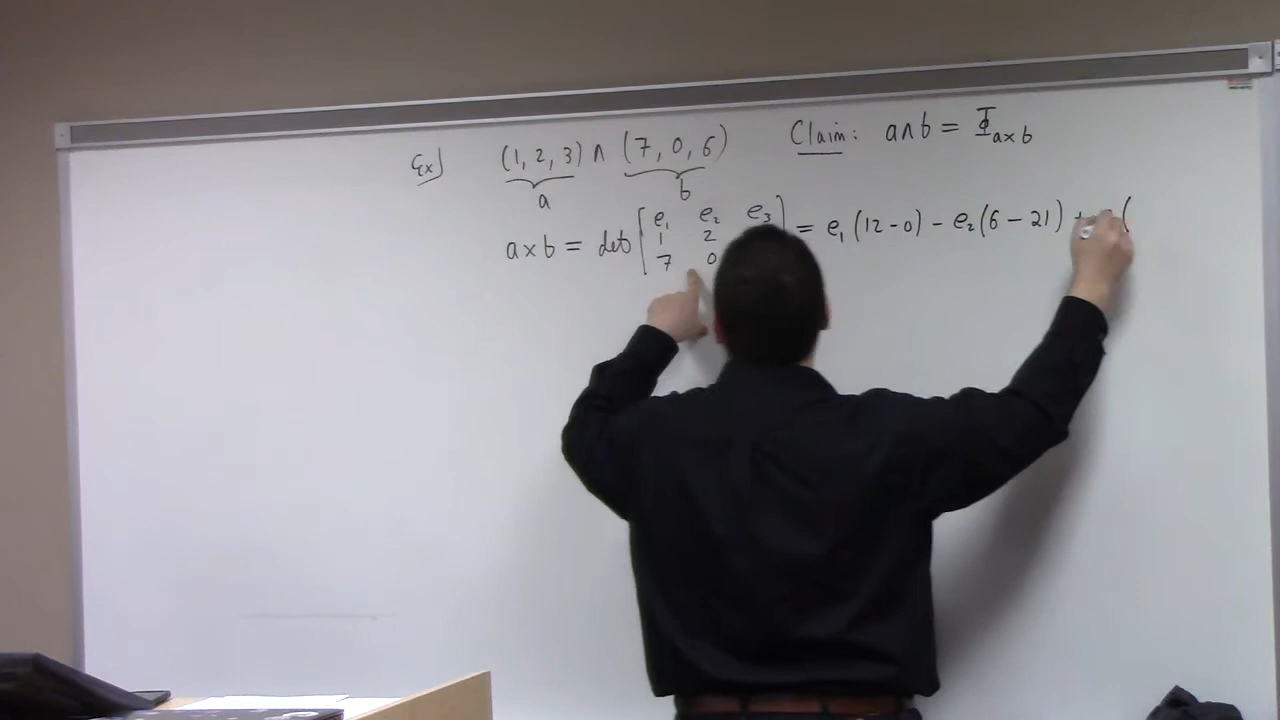 Ex) (1, 2, 3) ∧ (7, 0, 6) Claim: a∧b = Φ_{a×b}
a b
a×b = det [ e₁ e₂ e₃ ] = e₁(12-0) - e₂(6-21) + (
1 2
7 0